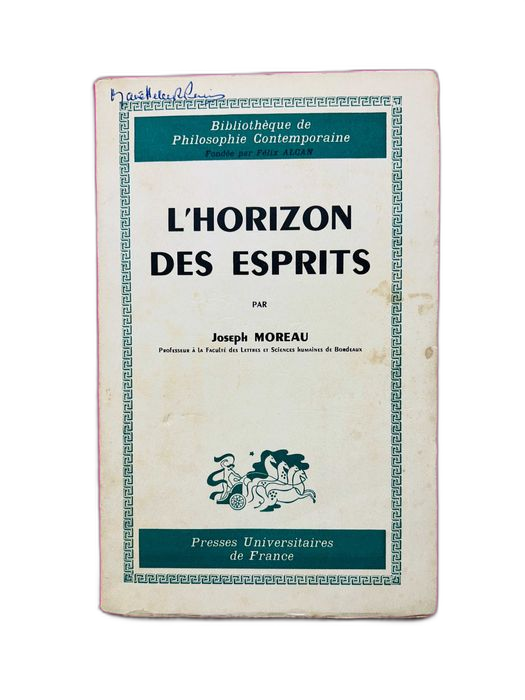 Bibliothèque de
Philosophie Contemporaine
Fondée par Félix ALCAN
L'HORIZON
DES ESPRITS
PAR
Joseph MOREAU
Professeur à la Faculté des Lettres et Sciences humaines de Bordeaux
Presses Universitaires
de France